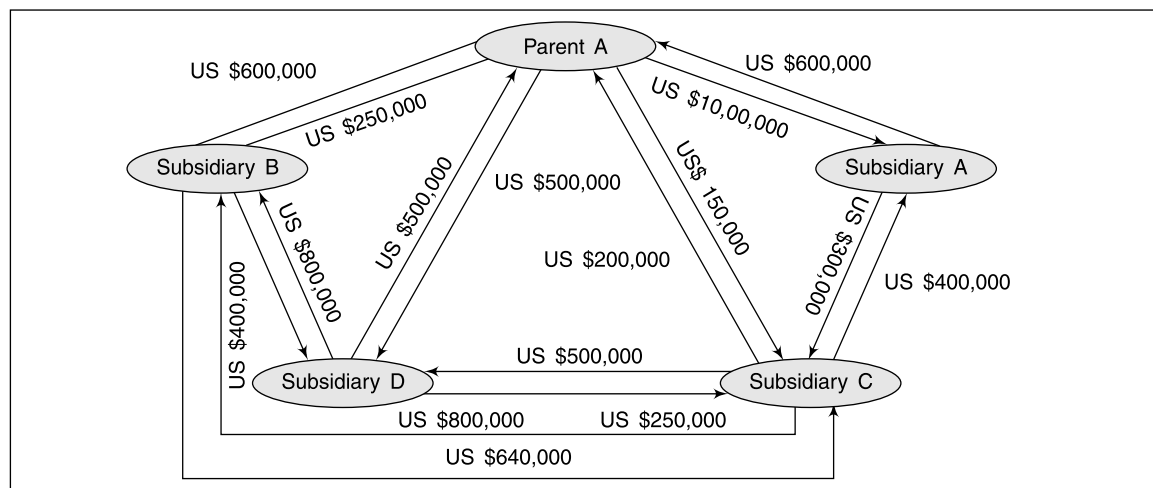 Parent A
US $600,000
US $600,000
US $10,00,000
US $250,000
Subsidiary B
Subsidiary A
US $500,000
US $500,000
US$ 150,000
US $300,000
US $800,000
US $200,000
US $400,000
US $400,000
US $500,000
Subsidiary D
Subsidiary C
US $800,000
US $250,000
US $640,000